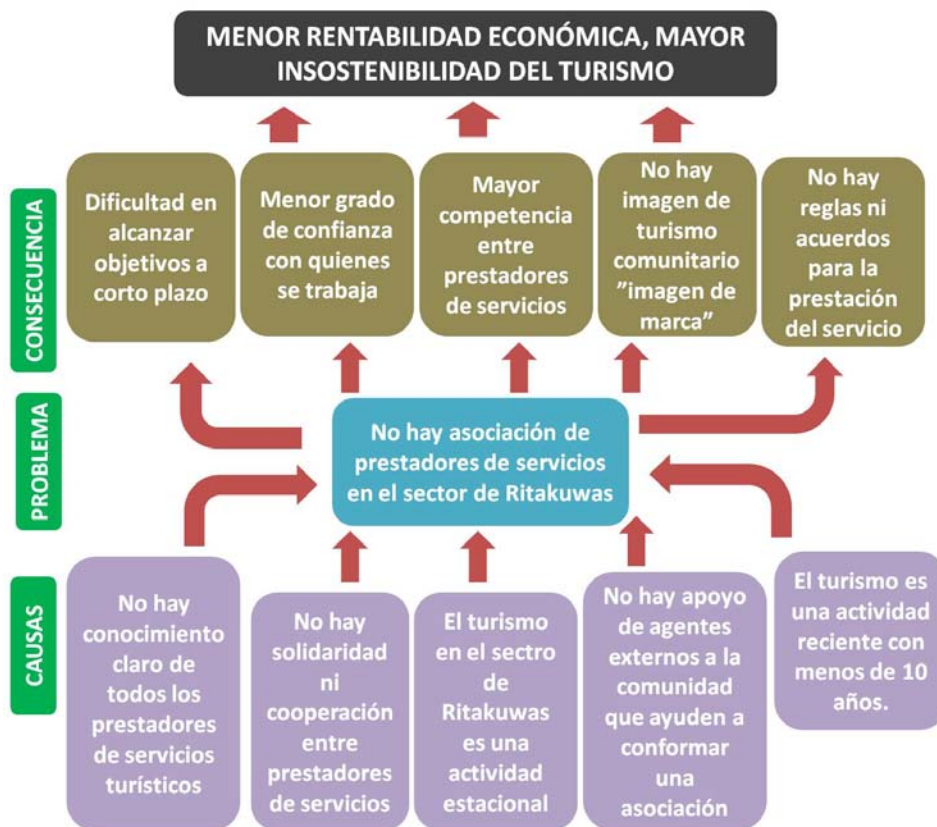 MENOR RENTABILIDAD ECONÓMICA, MAYOR
INSOSTENIBILIDAD DEL TURISMO
CONSECUENCIA
Dificultad en
alcanzar
objetivos a
corto plazo
Menor grado
de confianza
con quienes
se trabaja
Mayor
competencia
entre
prestadores
de servicios
No hay
imagen de
turismo
comunitario
”imagen de
marca”
No hay
reglas ni
acuerdos
para la
prestación
del servicio
PROBLEMA
No hay asociación de
prestadores de servicios
en el sector de Ritakuwas
CAUSAS
No hay
conocimiento
claro de
todos los
prestadores
de servicios
turísticos
No hay
solidaridad
ni
cooperación
entre
prestadores
de servicios
El turismo
en el sectro
de
Ritakuwas
es una
actividad
estacional
No hay apoyo
de agentes
externos a la
comunidad
que ayuden a
conformar
una
asociación
El turismo es
una actividad
reciente con
menos de 10
años.